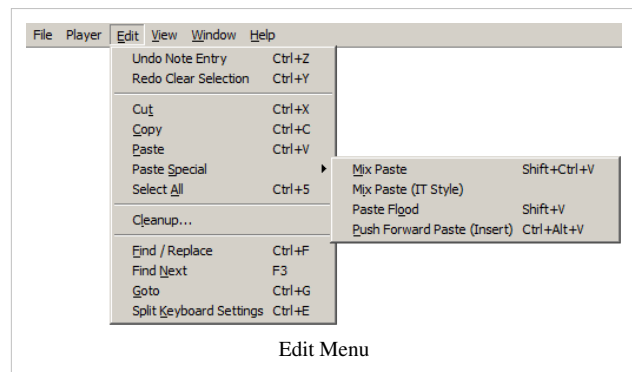 File Player Edit View Window Help
Undo Note Entry Ctrl+Z
Redo Clear Selection Ctrl+Y
Cut Ctrl+X
Copy Ctrl+C
Paste Ctrl+V
Paste Special
Select All Ctrl+5
Cleanup...
Find / Replace Ctrl+F
Find Next F3
Goto Ctrl+G
Split Keyboard Settings Ctrl+E
Mix Paste Shift+Ctrl+V
Mix Paste (IT Style)
Paste Flood Shift+V
Push Forward Paste (Insert) Ctrl+Alt+V
Edit Menu